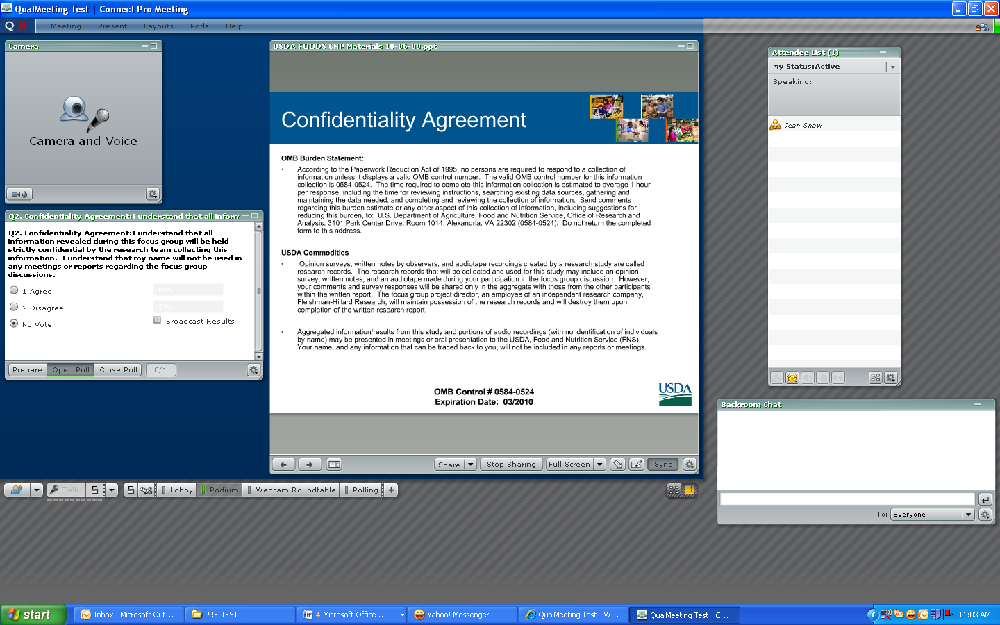 QualMeeting Test | Connect Pro Meeting
Q
Meeting Present Layouts Pods Help
Camera
Camera and Voice
Q2. Confidentiality Agreement:I understand that all inforn
Q2. Confidentiality Agreement:I understand that all
information revealed during this focus group will be held
strictly confidential by the research team collecting this
information. I understand that my name will not be used in
any meetings or reports regarding the focus group
discussions.
1 Agree 0%
2 Disagree 0%
No Vote
Broadcast Results
Prepare Open Poll Close Poll 0/1
USDA FOODS CNP Materials 10-06-09.ppt
Confidentiality Agreement
OMB Burden Statement:
• According to the Paperwork Reduction Act of 1995, no persons are required to respond to a collection of
information unless it displays a valid OMB control number. The valid OMB control number for this information
collection is 0584-0524. The time required to complete this information collection is estimated to average 1 hour
per response, including the time for reviewing instructions, searching existing data sources, gathering and
maintaining the data needed, and completing and reviewing the collection of information. Send comments
regarding this burden estimate or any other aspect of this collection of information, including suggestions for
reducing this burden, to: U.S. Department of Agriculture, Food and Nutrition Service, Office of Research and
Analysis, 3101 Park Center Drive, Room 1014, Alexandria, VA 22302 (0584-0524). Do not return the completed
form to this address.
USDA Commodities
• Opinion surveys, written notes by observers, and audiotape recordings created by a research study are called
research records. The research records that will be collected and used for this study may include an opinion
survey, written notes, and an audiotape made during your participation in the focus group discussion. However,
your comments and survey responses will be shared only in the aggregate with those from the other participants
within the written report. The focus group project director, an employee of an independent research company,
Fleishman-Hillard Research, will maintain possession of the research records and will destroy them upon
completion of the written research report.
• Aggregated information/results from this study and portions of audio recordings (with no identification of individuals
by name) may be presented in meetings or oral presentation to the USDA, Food and Nutrition Service (FNS).
Your name, and any information that can be traced back to you, will not be included in any reports or meetings.
OMB Control # 0584-0524
Expiration Date: 03/2010
USDA
Share Stop Sharing Full Screen Sync
Attendee List (1)
My Status:Active
Speaking:
Jean Shaw
Backroom Chat
To: Everyone
Talk Lobby Podium Webcam Roundtable Polling +
start Inbox - Microsoft Out... PRE-TEST 4 Microsoft Office ... Yahoo! Messenger QualMeeting Test - W... QualMeeting Test | C... 11:03 AM